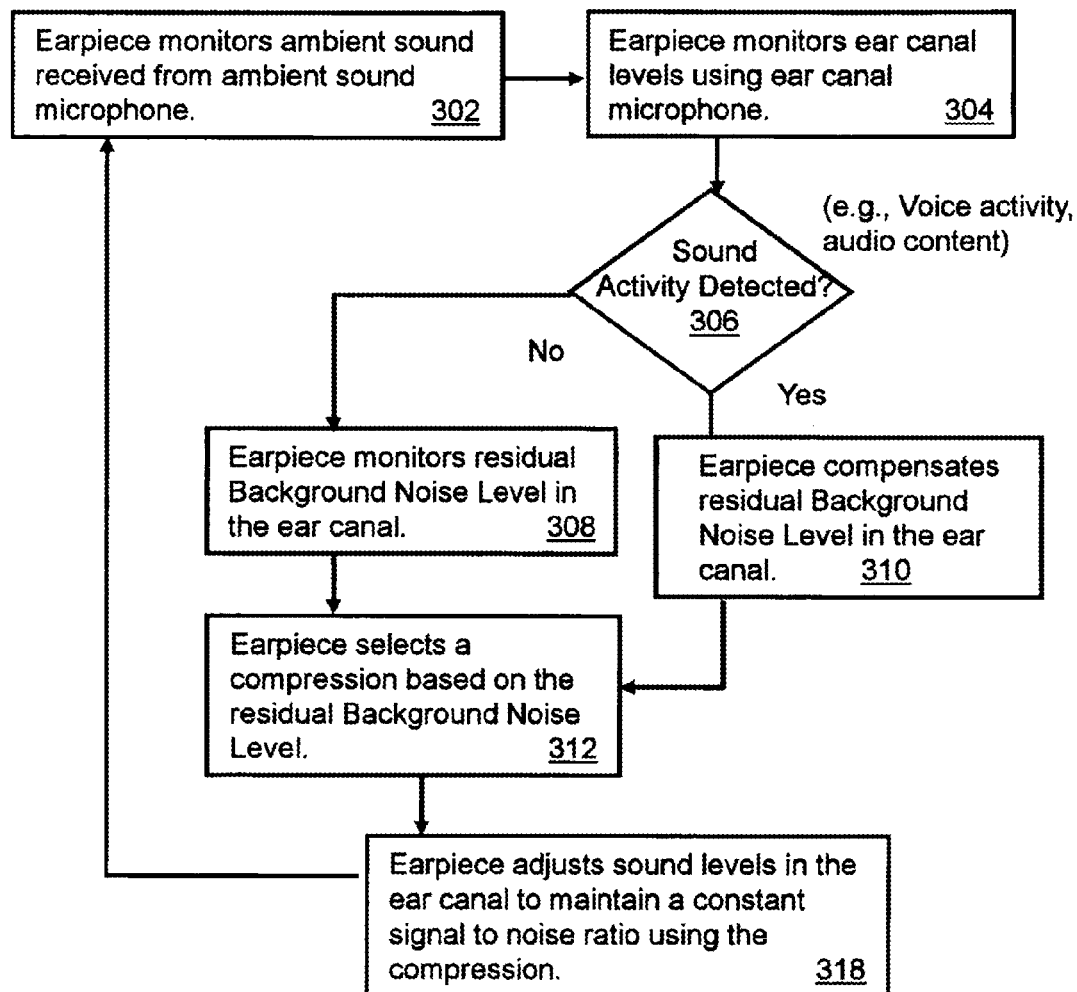 Earpiece monitors ambient sound
received from ambient sound
microphone. 302
Earpiece monitors ear canal
levels using ear canal
microphone. 304
(e.g., Voice activity,
audio content)
Sound
Activity Detected?
306
No
Yes
Earpiece monitors residual
Background Noise Level in
the ear canal. 308
Earpiece compensates
residual Background
Noise Level in the ear
canal. 310
Earpiece selects a
compression based on the
residual Background Noise
Level. 312
Earpiece adjusts sound levels in the
ear canal to maintain a constant
signal to noise ratio using the
compression. 318